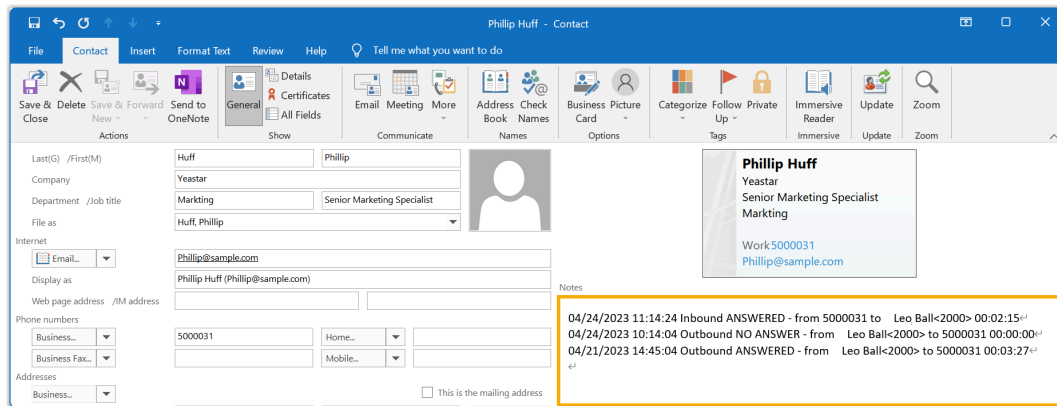 Phillip Huff - Contact
File Contact Insert Format Text Review Help Tell me what you want to do
Save & Close
Delete
Save & New
Forward
Send to OneNote
General
Details
Certificates
All Fields
Email
Meeting
More
Address Book
Check Names
Business Card
Picture
Categorize
Follow Up
Private
Immersive Reader
Update
Zoom
Actions Show Communicate Names Options Tags Immersive Update Zoom
Last(G) /First(M) Huff Phillip
Company Yeastar
Department /Job title Markting Senior Marketing Specialist
File as Huff, Phillip
Internet
Email... Phillip@sample.com
Display as Phillip Huff (Phillip@sample.com)
Web page address /IM address
Phone numbers
Business... 5000031 Home...
Business Fax... Mobile...
Addresses
Business... This is the mailing address
Phillip Huff
Yeastar
Senior Marketing Specialist
Markting
Work 5000031
Phillip@sample.com
Notes
04/24/2023 11:14:24 Inbound ANSWERED - from 5000031 to Leo Ball<2000> 00:02:15
04/24/2023 10:14:04 Outbound NO ANSWER - from Leo Ball<2000> to 5000031 00:00:00
04/21/2023 14:45:04 Outbound ANSWERED - from Leo Ball<2000> to 5000031 00:03:27